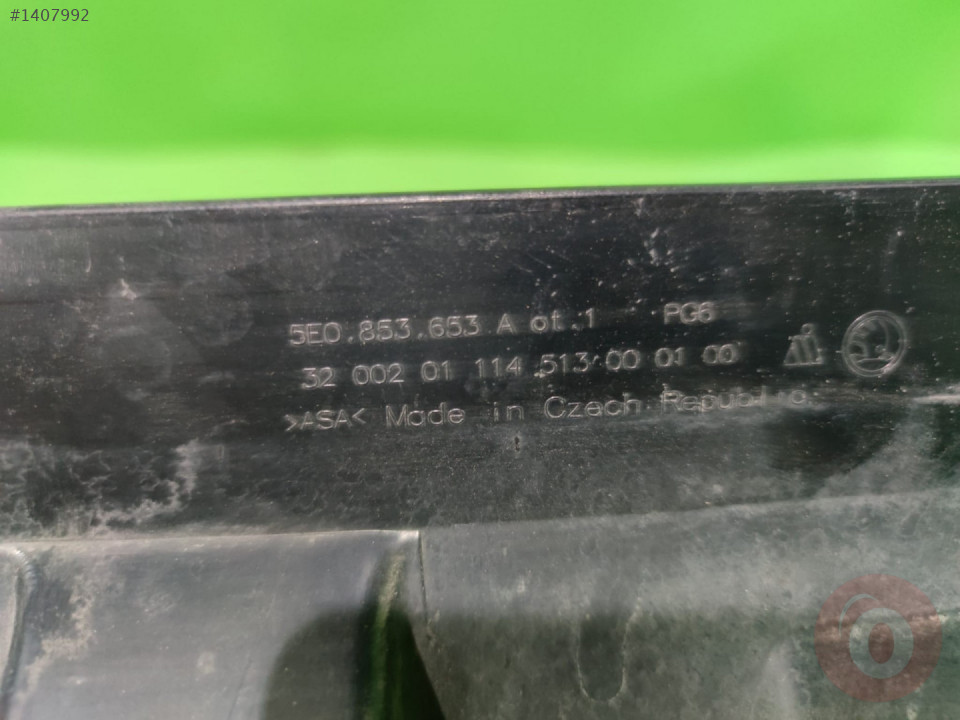 #1407992
5E0.853.653 A ot.1 PG6
32 002 01 114 513 00 01 00
>ASA< Made in Czech Republic